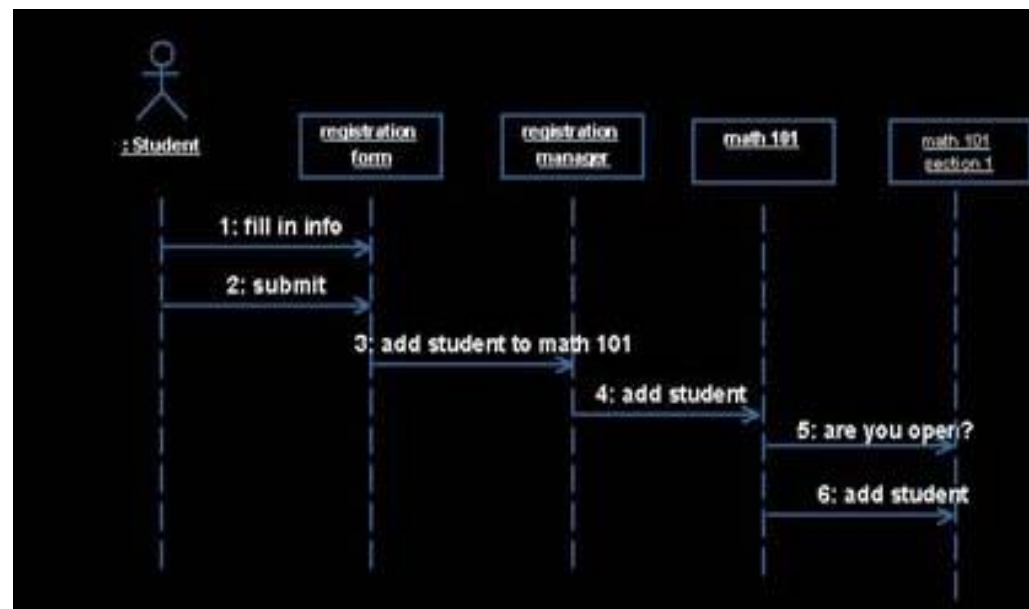 : Student
registration
form
registration
manager
math 101
math 101
section 1
1: fill in info
2: submit
3: add student to math 101
4: add student
5: are you open?
6: add student